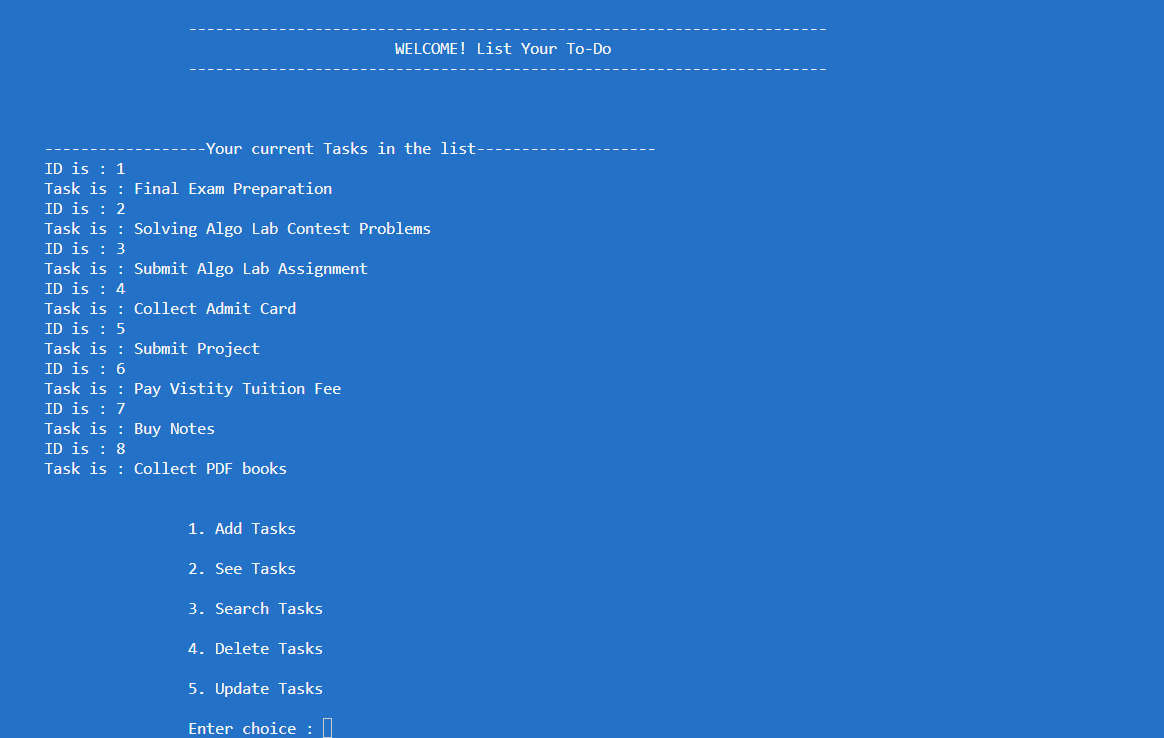 -----------------------------------------------------------------------
WELCOME! List Your To-Do
-----------------------------------------------------------------------
------------------Your current Tasks in the list--------------------
ID is : 1
Task is : Final Exam Preparation
ID is : 2
Task is : Solving Algo Lab Contest Problems
ID is : 3
Task is : Submit Algo Lab Assignment
ID is : 4
Task is : Collect Admit Card
ID is : 5
Task is : Submit Project
ID is : 6
Task is : Pay Vistity Tuition Fee
ID is : 7
Task is : Buy Notes
ID is : 8
Task is : Collect PDF books
1. Add Tasks
2. See Tasks
3. Search Tasks
4. Delete Tasks
5. Update Tasks
Enter choice :